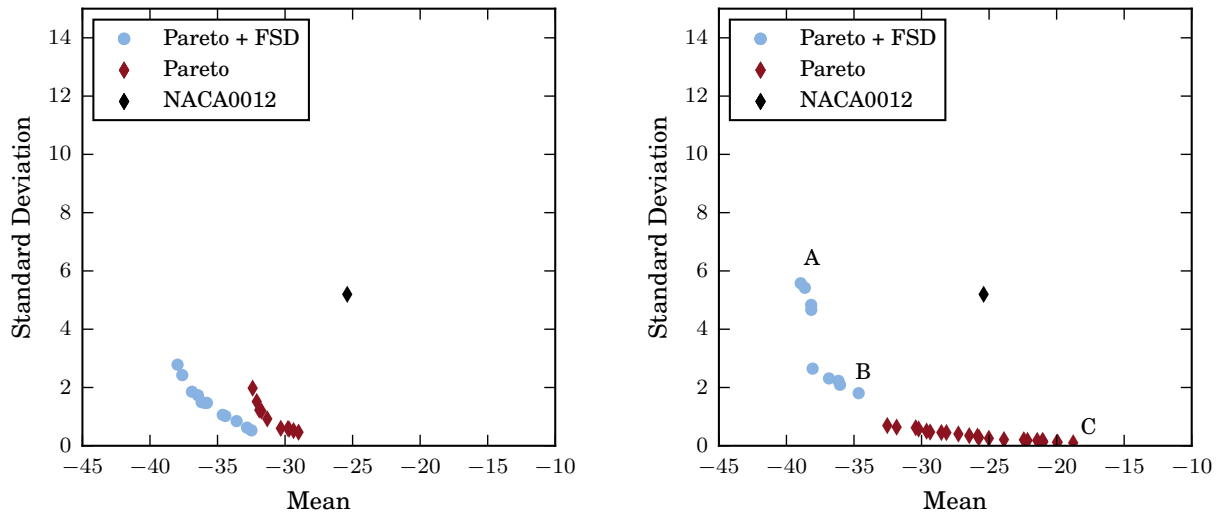 14
12
10
8
6
4
2
0
Standard Deviation
Pareto + FSD
Pareto
NACA0012
−45
−40
−35
−30
−25
−20
−15
−10
Mean
14
12
10
8
6
4
2
0
Standard Deviation
Pareto + FSD
Pareto
NACA0012
A
B
C
−45
−40
−35
−30
−25
−20
−15
−10
Mean